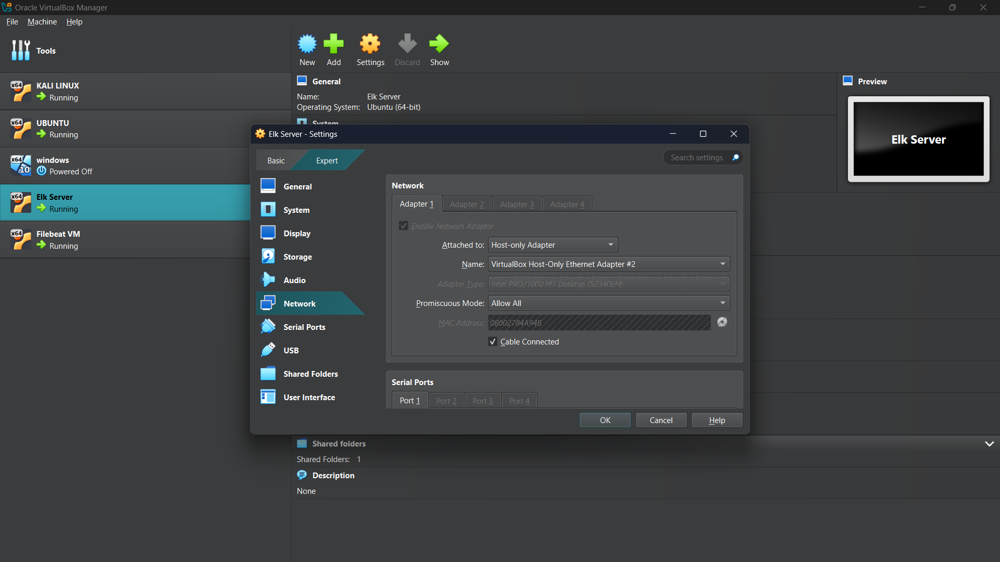 Oracle VirtualBox Manager
File Machine Help
Tools
New Add Settings Discard Show
x64 KALI LINUX
Running
x64 UBUNTU
Running
x64 10 windows
Powered Off
x64 Elk Server
Running
x64 Filebeat VM
Running
General
Name: Elk Server
Operating System: Ubuntu (64-bit)
System
Preview
Elk Server
Elk Server - Settings
Basic Expert
Search settings
General
System
Display
Storage
Audio
Network
Serial Ports
USB
Shared Folders
User Interface
Network
Adapter 1 Adapter 2 Adapter 3 Adapter 4
Enable Network Adapter
Attached to: Host-only Adapter
Name: VirtualBox Host-Only Ethernet Adapter #2
Adapter Type: Intel PRO/1000 MT Desktop (82540EM)
Promiscuous Mode: Allow All
MAC Address: 08002784A94B
Cable Connected
Serial Ports
Port 1 Port 2 Port 3 Port 4
OK Cancel Help
Shared folders
Shared Folders: 1
Description
None